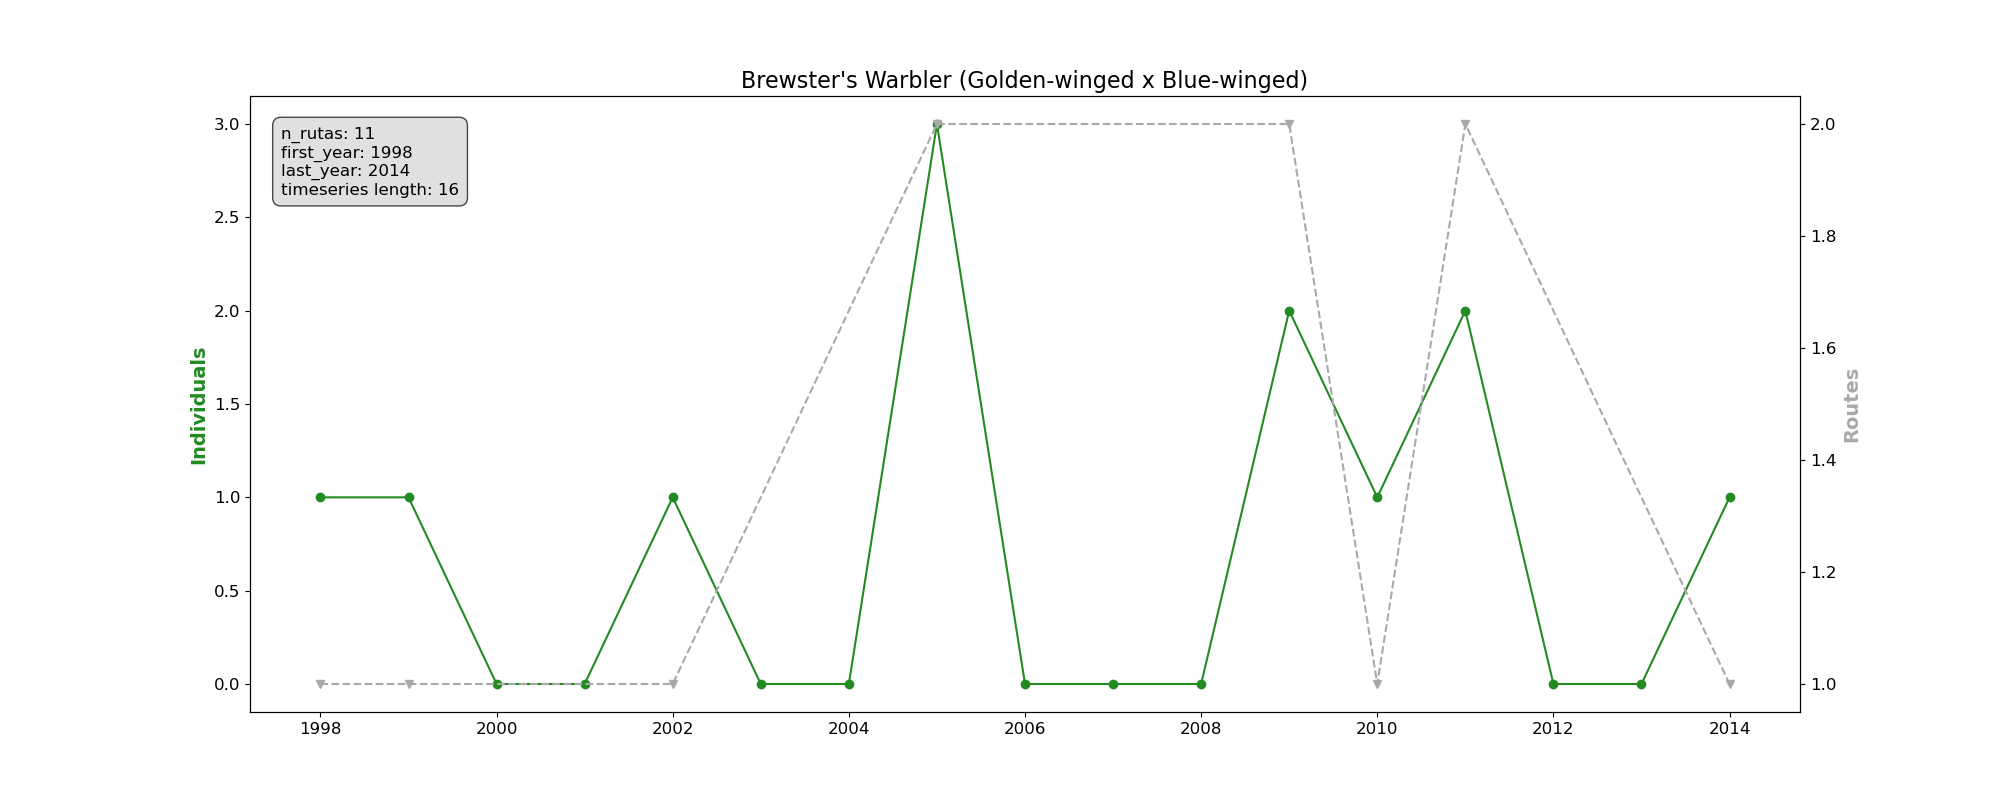 Brewster's Warbler (Golden-winged x Blue-winged)
n_rutas: 11
first_year: 1998
last_year: 2014
timeseries length: 16
Individuals
3.0
2.5
2.0
1.5
1.0
0.5
0.0
Routes
2.0
1.8
1.6
1.4
1.2
1.0
1998 2000 2002 2004 2006 2008 2010 2012 2014